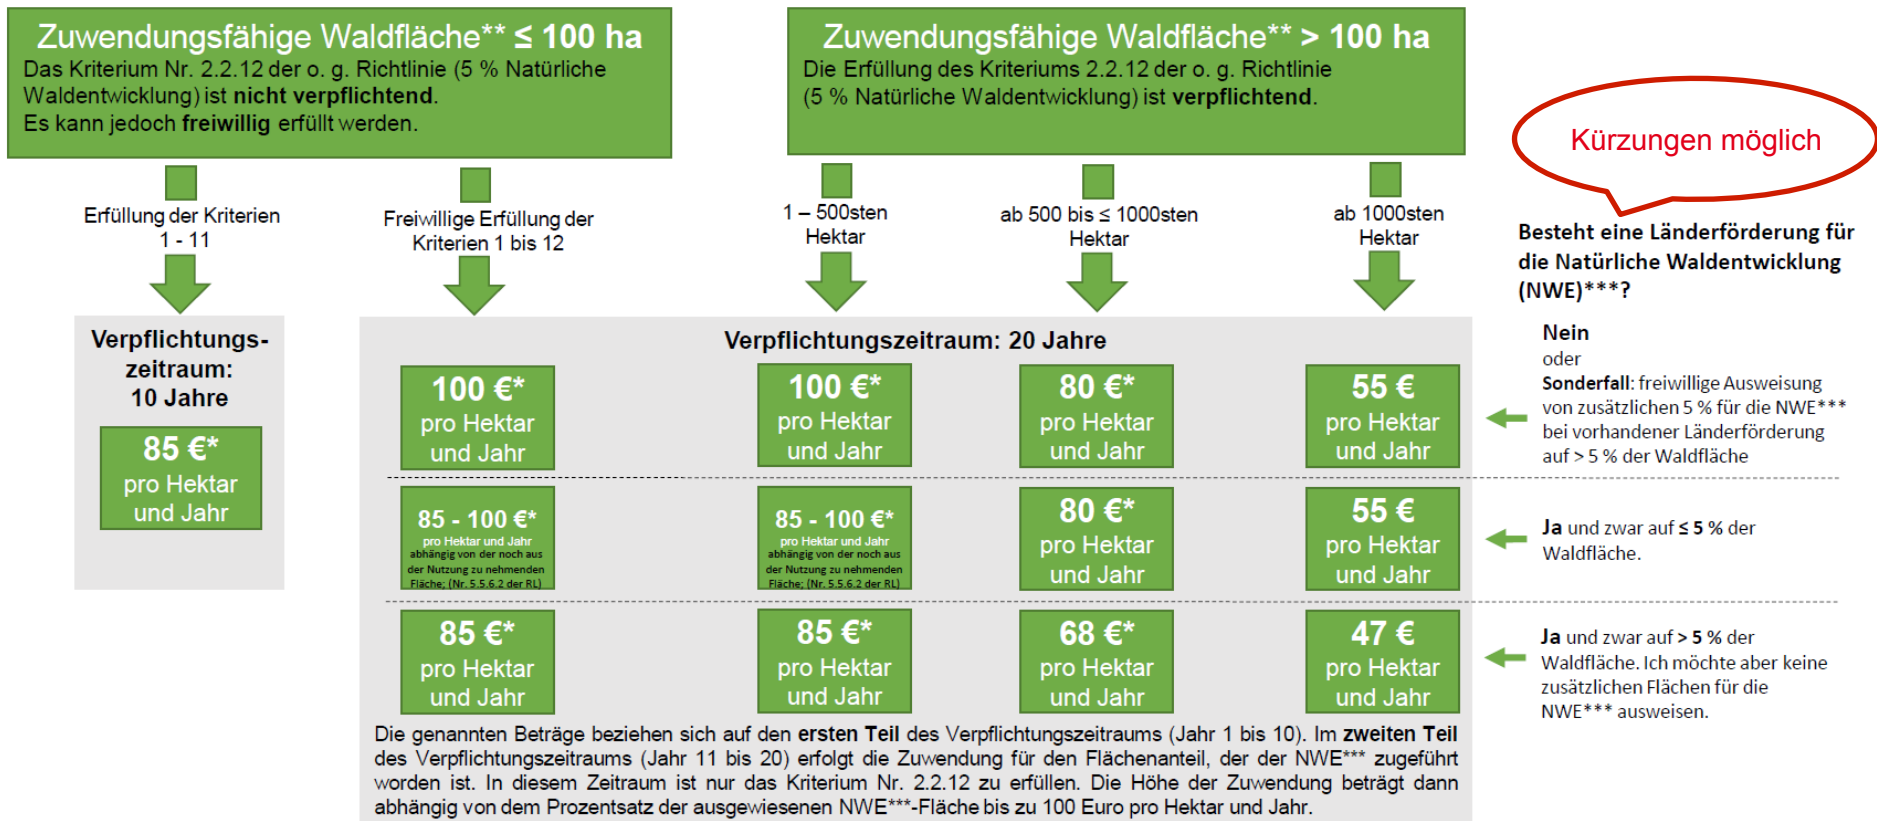 Zuwendungsfähige Waldfläche** ≤ 100 ha
Das Kriterium Nr. 2.2.12 der o. g. Richtlinie (5 % Natürliche
Waldentwicklung) ist nicht verpflichtend.
Es kann jedoch freiwillig erfüllt werden.
Zuwendungsfähige Waldfläche** > 100 ha
Die Erfüllung des Kriteriums 2.2.12 der o. g. Richtlinie
(5 % Natürliche Waldentwicklung) ist verpflichtend.
Kürzungen möglich
Erfüllung der Kriterien
1 - 11
Freiwillige Erfüllung der
Kriterien 1 bis 12
1 – 500sten
Hektar
ab 500 bis ≤ 1000sten
Hektar
ab 1000sten
Hektar
Besteht eine Länderförderung für
die Natürliche Waldentwicklung
(NWE)***?
Verpflichtungs-
zeitraum:
10 Jahre
85 €*
pro Hektar
und Jahr
Verpflichtungszeitraum: 20 Jahre
100 €*
pro Hektar
und Jahr
100 €*
pro Hektar
und Jahr
80 €*
pro Hektar
und Jahr
55 €
pro Hektar
und Jahr
Nein
oder
Sonderfall: freiwillige Ausweisung
von zusätzlichen 5 % für die NWE***
bei vorhandener Länderförderung
auf > 5 % der Waldfläche
85 - 100 €*
pro Hektar und Jahr
abhängig von der noch aus
der Nutzung zu nehmenden
Fläche; (Nr. 5.5.6.2 der RL)
85 - 100 €*
pro Hektar und Jahr
abhängig von der noch aus
der Nutzung zu nehmenden
Fläche; (Nr. 5.5.6.2 der RL)
80 €*
pro Hektar
und Jahr
55 €
pro Hektar
und Jahr
Ja und zwar auf ≤ 5 % der
Waldfläche.
85 €*
pro Hektar
und Jahr
85 €*
pro Hektar
und Jahr
68 €*
pro Hektar
und Jahr
47 €
pro Hektar
und Jahr
Ja und zwar auf > 5 % der
Waldfläche. Ich möchte aber keine
zusätzlichen Flächen für die
NWE*** ausweisen.
Die genannten Beträge beziehen sich auf den ersten Teil des Verpflichtungszeitraums (Jahr 1 bis 10). Im zweiten Teil
des Verpflichtungszeitraums (Jahr 11 bis 20) erfolgt die Zuwendung für den Flächenanteil, der der NWE*** zugeführt
worden ist. In diesem Zeitraum ist nur das Kriterium Nr. 2.2.12 zu erfüllen. Die Höhe der Zuwendung beträgt dann
abhängig von dem Prozentsatz der ausgewiesenen NWE***-Fläche bis zu 100 Euro pro Hektar und Jahr.